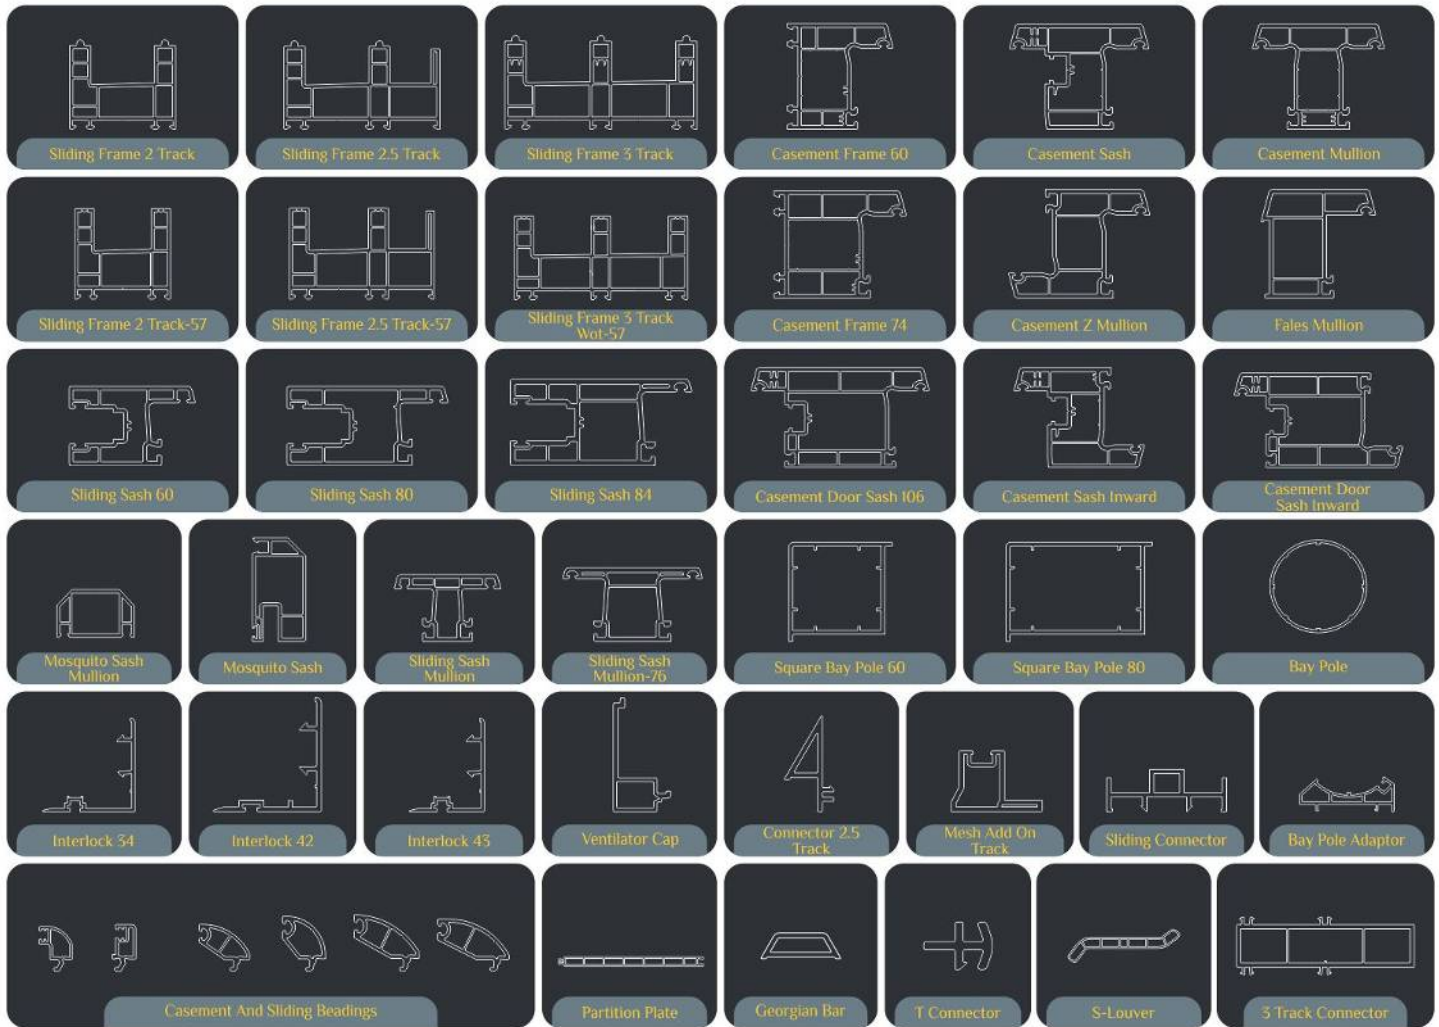 Sliding Frame 2 Track
Sliding Frame 2.5 Track
Sliding Frame 3 Track
Casement Frame 60
Casement Sash
Casement Mullion
Sliding Frame 2 Track-57
Sliding Frame 2.5 Track-57
Sliding Frame 3 Track
Wot-57
Casement Frame 74
Casement Z Mullion
Fales Mullion
Sliding Sash 60
Sliding Sash 80
Sliding Sash 84
Casement Door Sash 106
Casement Sash Inward
Casement Door
Sash Inward
Mosquito Sash
Mullion
Mosquito Sash
Sliding Sash
Mullion
Sliding Sash
Mullion-76
Square Bay Pole 60
Square Bay Pole 80
Bay Pole
Interlock 34
Interlock 42
Interlock 43
Ventilator Cap
Connector 2.5
Track
Mesh Add On
Track
Sliding Connector
Bay Pole Adaptor
Casement And Sliding Beadings
Partition Plate
Georgian Bar
T Connector
S-Louver
3 Track Connector